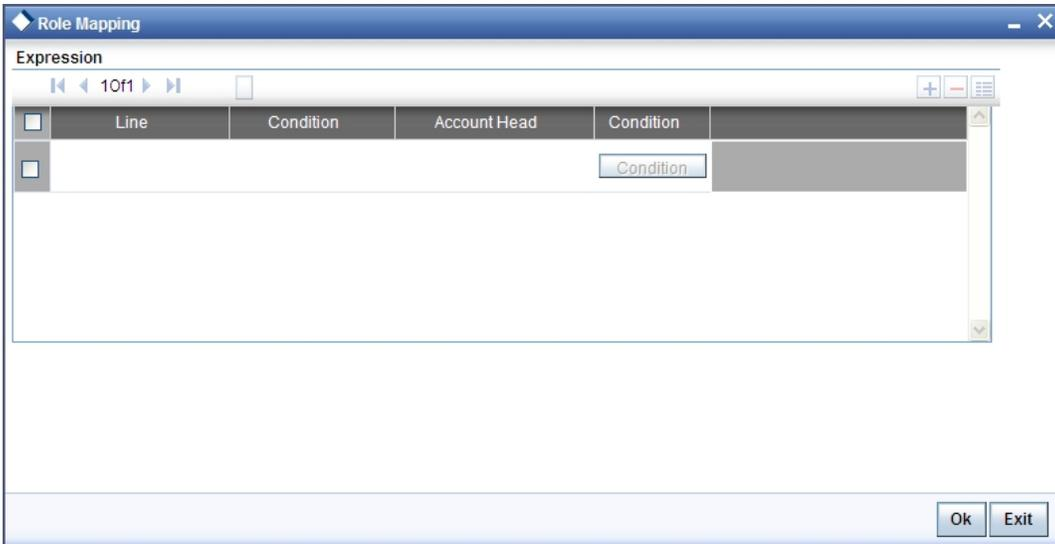 Role Mapping
Expression
1Of1
Line Condition Account Head Condition
Condition
Ok Exit